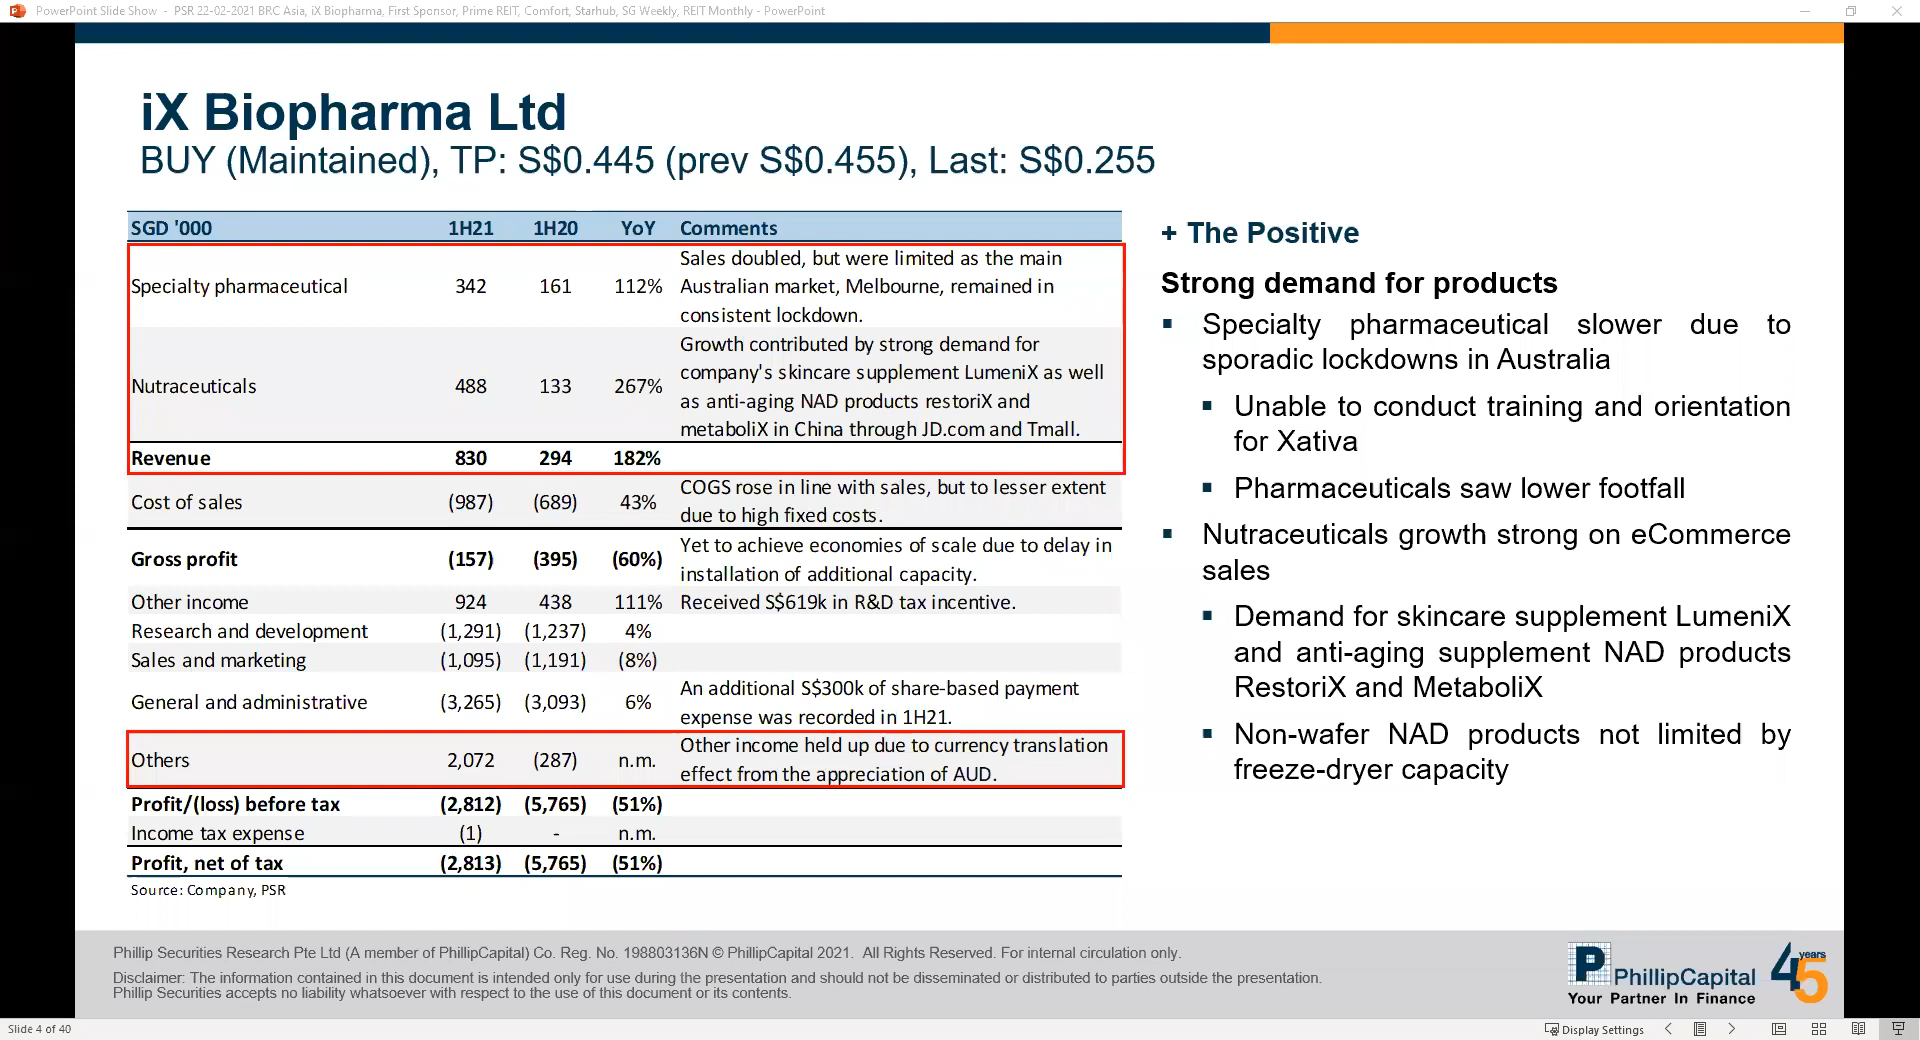 PowerPoint Slide Show - PSR 22-02-2021 BRC Asia, iX Biopharma, First Sponsor, Prime REIT, Comfort, Starhub, SG Weekly, REIT Monthly - PowerPoint
iX Biopharma Ltd
BUY (Maintained), TP: S$0.445 (prev S$0.455), Last: S$0.255
SGD '000 1H21 1H20 YoY Comments
Specialty pharmaceutical 342 161 112% Sales doubled, but were limited as the main
Australian market, Melbourne, remained in
consistent lockdown.
Nutraceuticals 488 133 267% Growth contributed by strong demand for
company's skincare supplement LumeniX as well
as anti-aging NAD products restoriX and
metaboliX in China through JD.com and Tmall.
Revenue 830 294 182%
Cost of sales (987) (689) 43% COGS rose in line with sales, but to lesser extent
due to high fixed costs.
Gross profit (157) (395) (60%) Yet to achieve economies of scale due to delay in
installation of additional capacity.
Other income 924 438 111% Received S$619k in R&D tax incentive.
Research and development (1,291) (1,237) 4%
Sales and marketing (1,095) (1,191) (8%)
General and administrative (3,265) (3,093) 6% An additional S$300k of share-based payment
expense was recorded in 1H21.
Others 2,072 (287) n.m. Other income held up due to currency translation
effect from the appreciation of AUD.
Profit/(loss) before tax (2,812) (5,765) (51%)
Income tax expense (1) - n.m.
Profit, net of tax (2,813) (5,765) (51%)
Source: Company, PSR
+ The Positive
Strong demand for products
▪ Specialty pharmaceutical slower due to
sporadic lockdowns in Australia
▪ Unable to conduct training and orientation
for Xativa
▪ Pharmaceuticals saw lower footfall
▪ Nutraceuticals growth strong on eCommerce
sales
▪ Demand for skincare supplement LumeniX
and anti-aging supplement NAD products
RestoriX and MetaboliX
▪ Non-wafer NAD products not limited by
freeze-dryer capacity
Phillip Securities Research Pte Ltd (A member of PhillipCapital) Co. Reg. No. 198803136N © PhillipCapital 2021. All Rights Reserved. For internal circulation only.
Disclaimer: The information contained in this document is intended only for use during the presentation and should not be disseminated or distributed to parties outside the presentation.
Phillip Securities accepts no liability whatsoever with respect to the use of this document or its contents.
P PhillipCapital
Your Partner In Finance
45 years
Slide 4 of 40
Display Settings